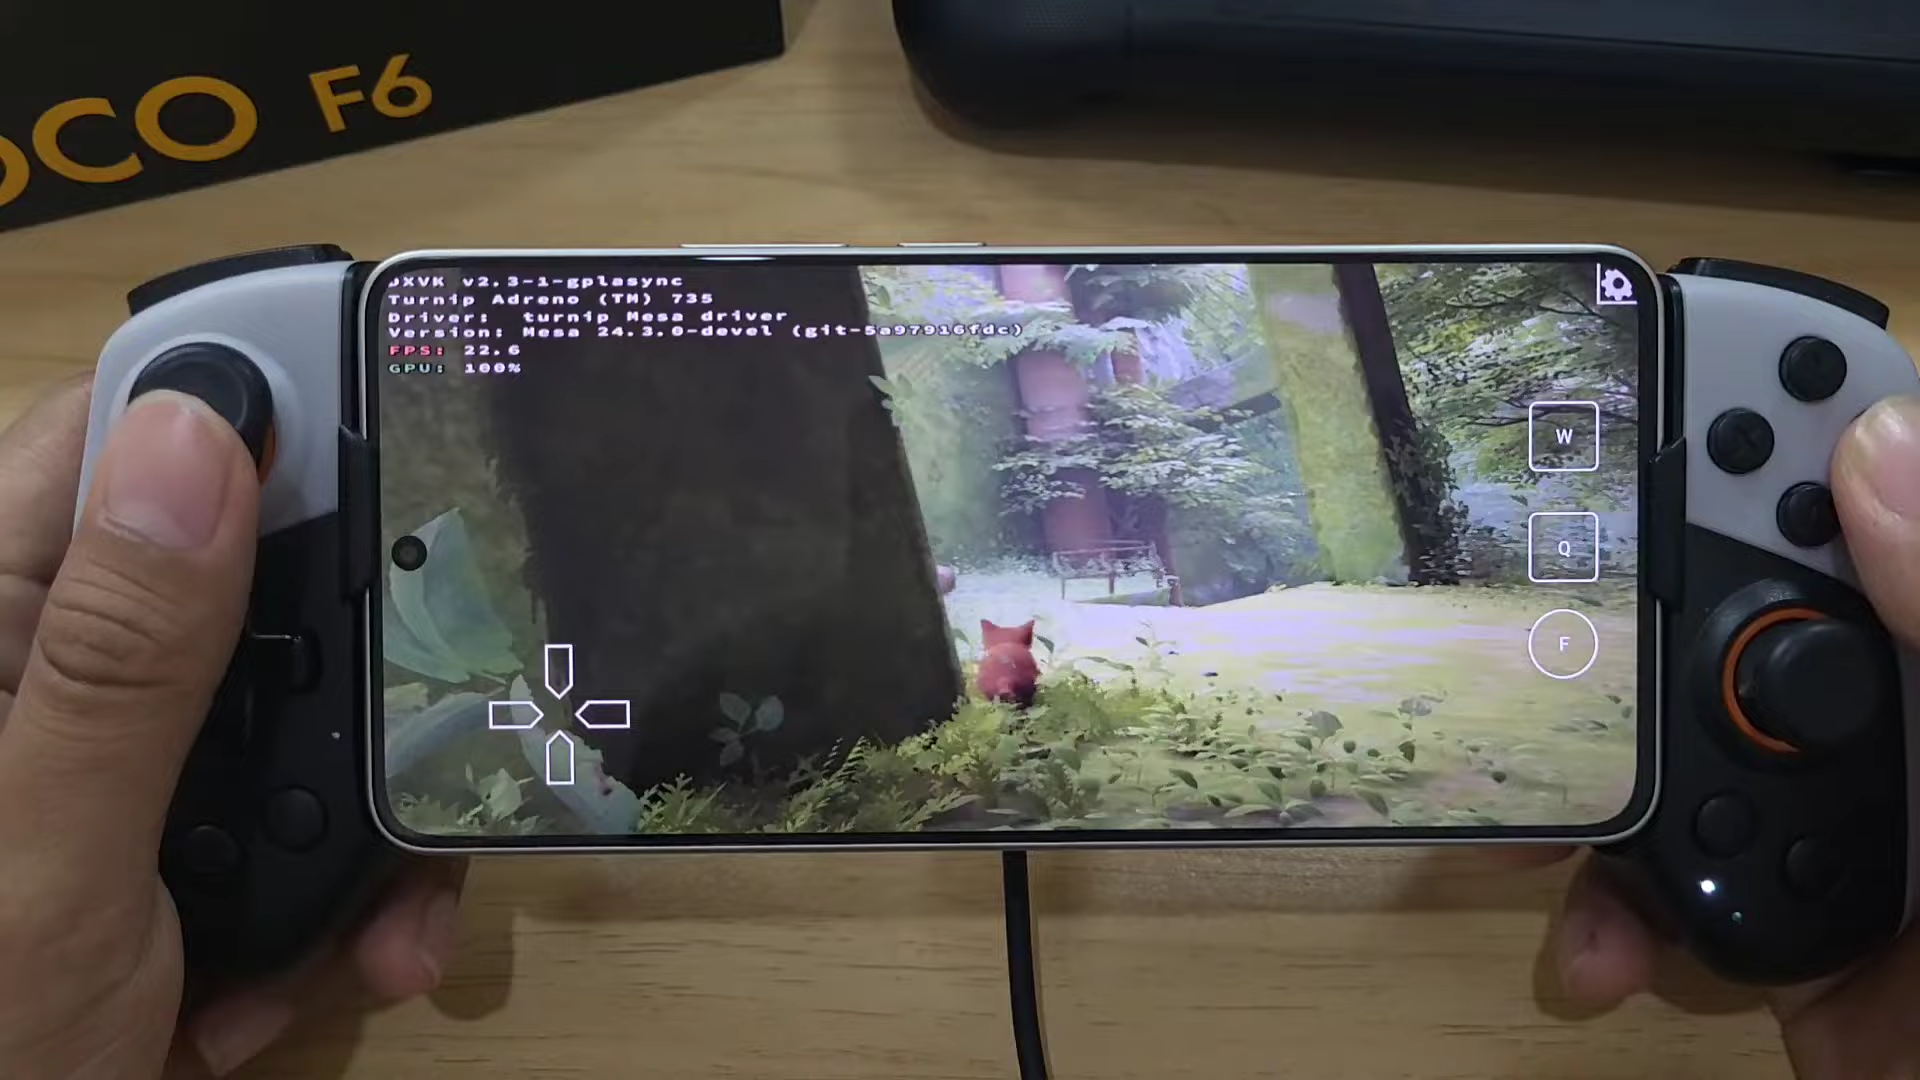 OCO F6
DXVK v2.3-1-gplasync
Turnip Adreno (TM) 735
Driver: turnip Mesa driver
Version: Mesa 24.3.0-devel (git-5a97916fdc)
FPS: 22.6
GPU: 100%
W
Q
F